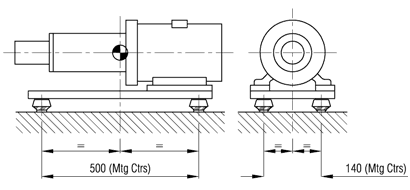 = = = =
500 (Mtg Ctrs) 140 (Mtg Ctrs)